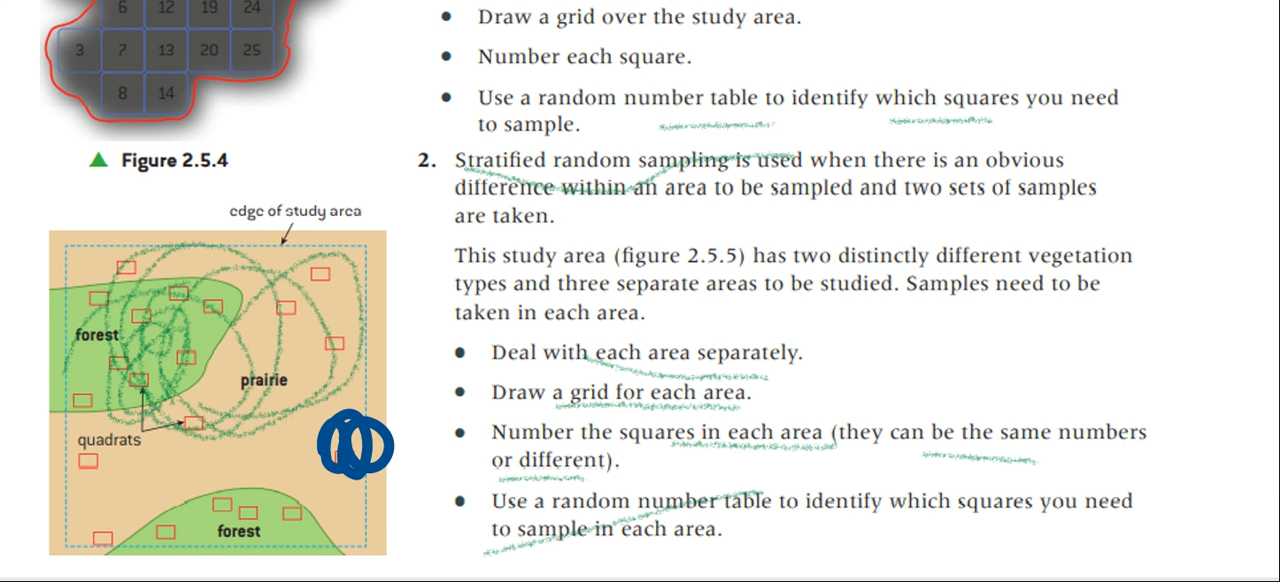 6 12 19 24
3 7 13 20 25
8 14
▲ Figure 2.5.4
edge of study area
forest
prairie
quadrats
forest
• Draw a grid over the study area.
• Number each square.
• Use a random number table to identify which squares you need
to sample.
2. Stratified random sampling is used when there is an obvious
difference within an area to be sampled and two sets of samples
are taken.
This study area (figure 2.5.5) has two distinctly different vegetation
types and three separate areas to be studied. Samples need to be
taken in each area.
• Deal with each area separately.
• Draw a grid for each area.
• Number the squares in each area (they can be the same numbers
or different).
• Use a random number table to identify which squares you need
to sample in each area.